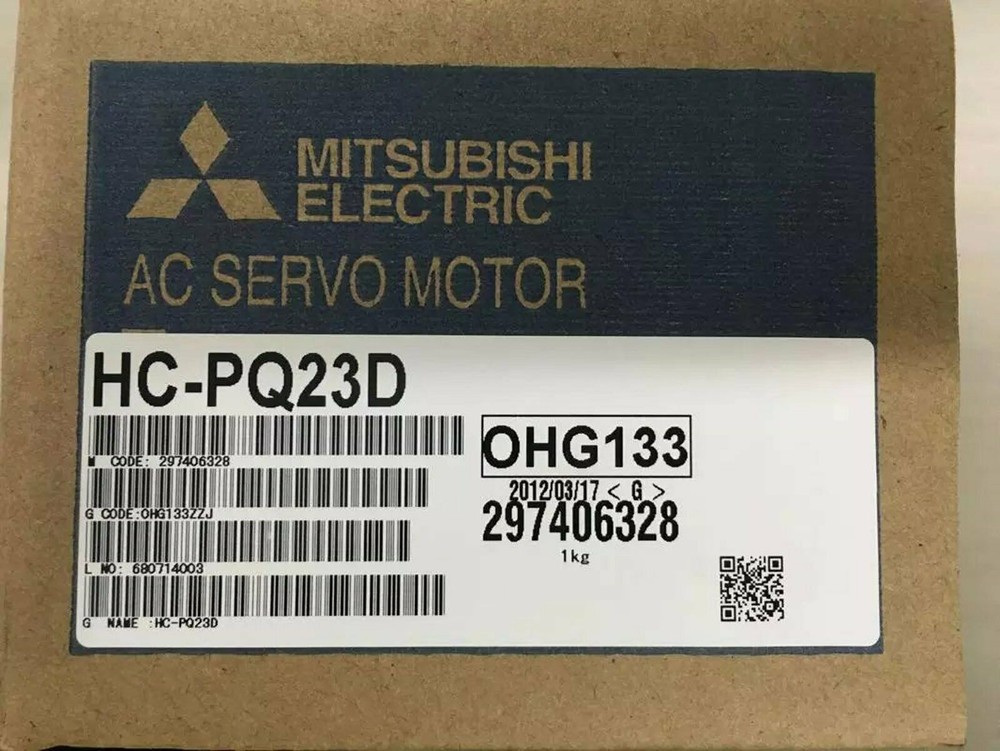 MITSUBISHI
ELECTRIC
AC SERVO MOTOR
HC-PQ23D
M CODE: 297406328
G CODE:OHG133ZZJ
L NO: 680714003
G NAME :HC-PQ23D
OHG133
2012/03/17 < G >
297406328
1kg